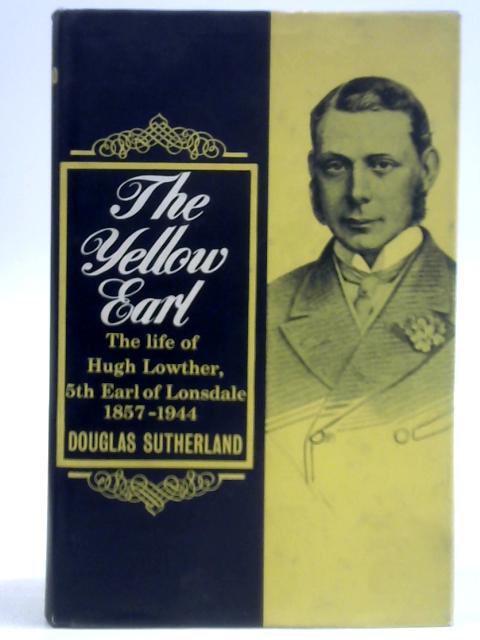 The
Yellow
Earl
The life of
Hugh Lowther,
5th Earl of Lonsdale
1857-1944
DOUGLAS SUTHERLAND